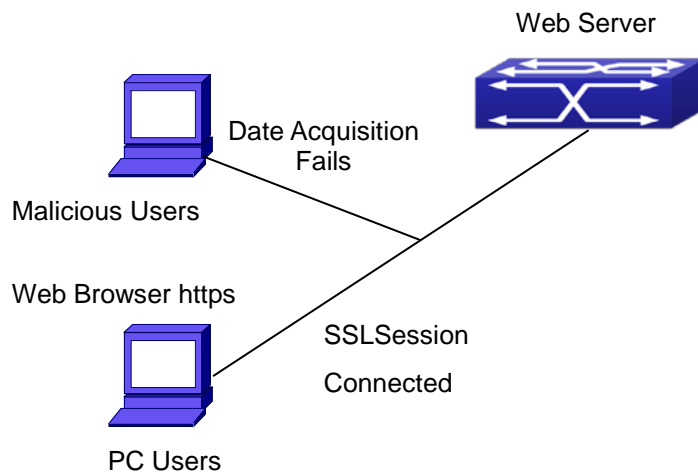 Web Server
Date Acquisition
Fails
Malicious Users
Web Browser https
SSLSession
Connected
PC Users